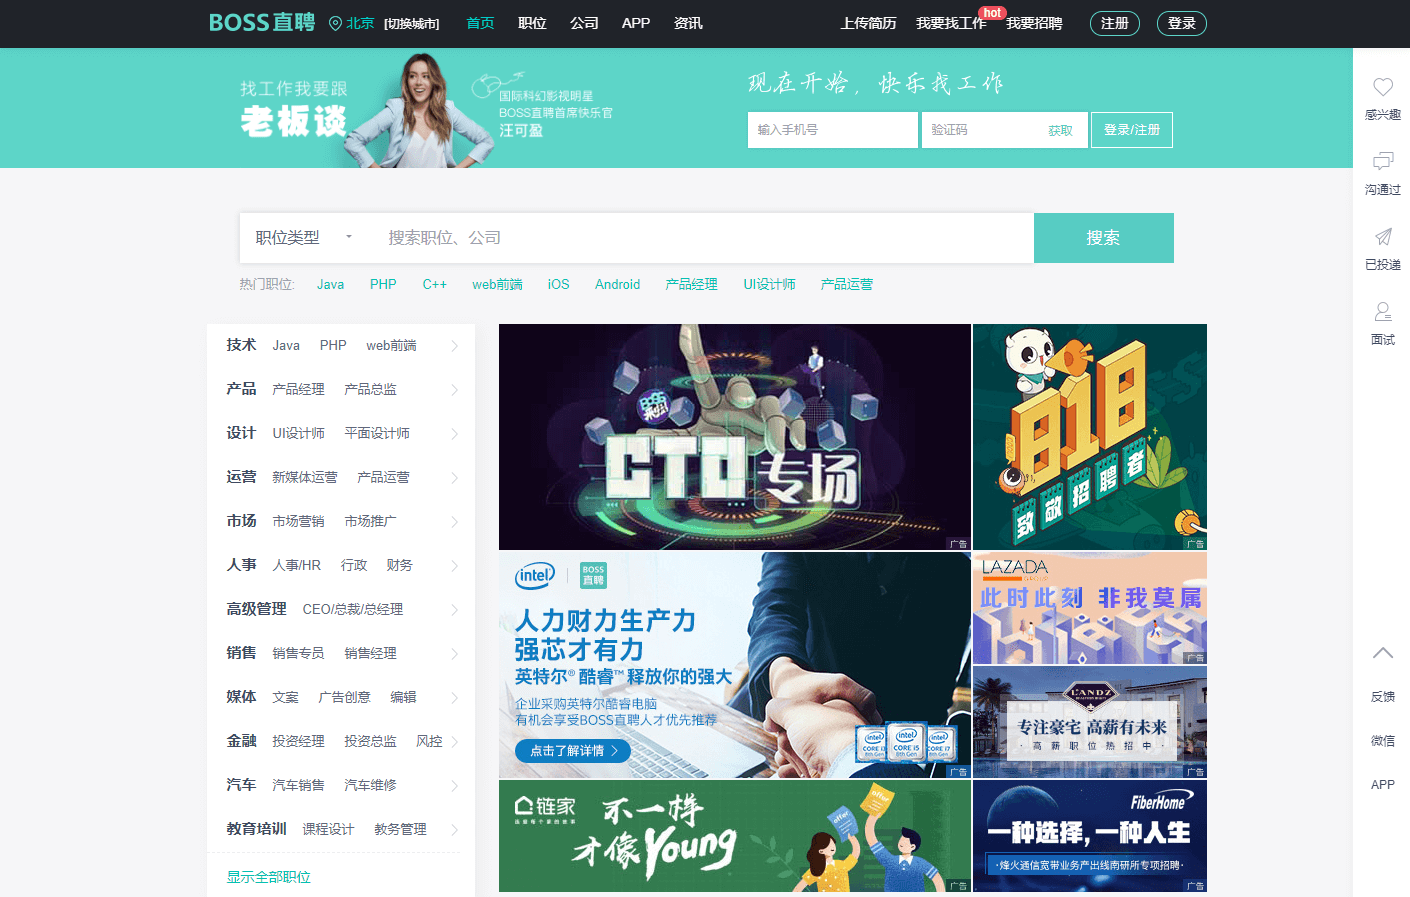 BOSS直聘 北京 [切换城市] 首页 职位 公司 APP 资讯 上传简历 我要找工作 hot 我要招聘 注册 登录
找工作我要跟
老板谈
国际科幻影视明星
BOSS直聘首席快乐官
汪可盈
现在开始，快乐找工作
输入手机号 验证码 获取 登录/注册
感兴趣
沟通过
已投递
面试
职位类型 搜索职位、公司 搜索
热门职位: Java PHP C++ web前端 iOS Android 产品经理 UI设计师 产品运营
技术 Java PHP web前端
产品 产品经理 产品总监
设计 UI设计师 平面设计师
运营 新媒体运营 产品运营
市场 市场营销 市场推广
人事 人事/HR 行政 财务
高级管理 CEO/总裁/总经理
销售 销售专员 销售经理
媒体 文案 广告创意 编辑
金融 投资经理 投资总监 风控
汽车 汽车销售 汽车维修
教育培训 课程设计 教务管理
显示全部职位
BOSS
CTO专场
广告
818
致敬招聘者
广告
intel BOSS直聘
人力财力生产力
强芯才有力
英特尔® 酷睿™ 释放你的强大
企业采购英特尔酷睿电脑
有机会享受BOSS直聘人才优先推荐
点击了解详情
intel CORE i3 8th Gen
intel CORE i5 8th Gen
intel CORE i7 8th Gen
广告
LAZADA
GROUP
此时此刻 非我莫属
广告
L'ANDZ
专注豪宅 高薪有未来
·高薪职位热招中·
广告
链家
不一样
才像Young
offer
offer
广告
FiberHome
一种选择，一种人生
·烽火通信宽带业务产出线南研所专项招聘·
广告
反馈
微信
APP